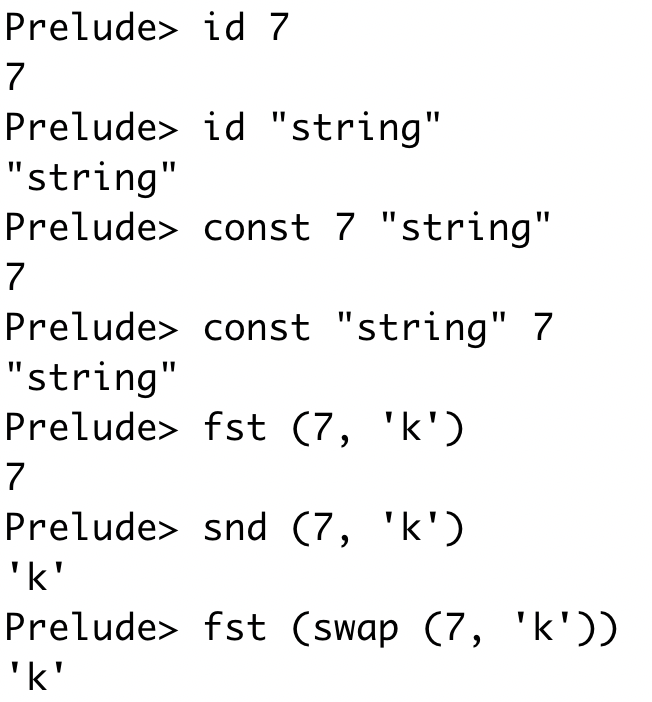 Prelude> id 7
7
Prelude> id "string"
"string"
Prelude> const 7 "string"
7
Prelude> const "string" 7
"string"
Prelude> fst (7, 'k')
7
Prelude> snd (7, 'k')
'k'
Prelude> fst (swap (7, 'k'))
'k'